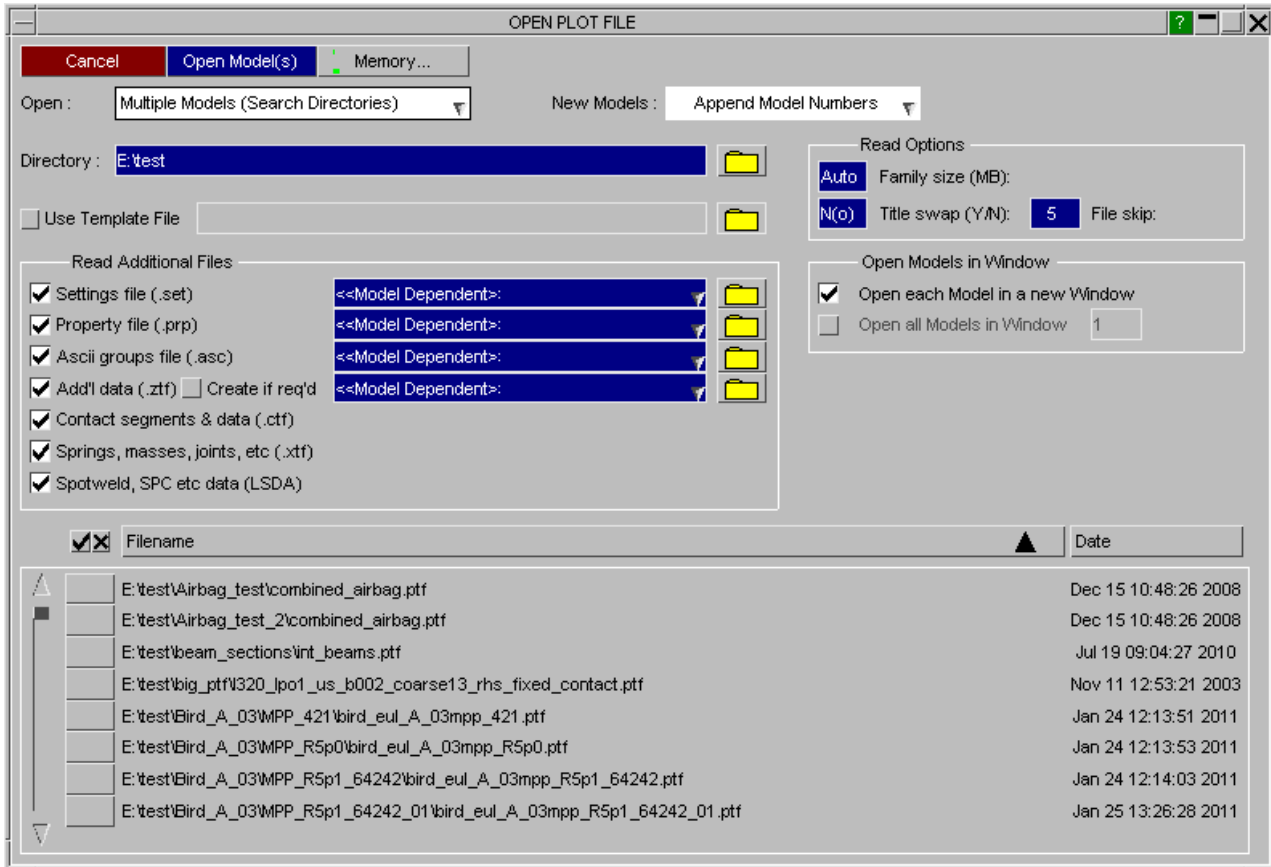 OPEN PLOT FILE ?
Cancel Open Model(s) Memory...
Open : Multiple Models (Search Directories) New Models : Append Model Numbers
Directory : E:\test
Read Options
Auto Family size (MB):
N(o) Title swap (Y/N): 5 File skip:
Use Template File
Read Additional Files
Open Models in Window
Settings file (.set) <<Model Dependent>:
Open each Model in a new Window
Property file (.prp) <<Model Dependent>:
Open all Models in Window 1
Ascii groups file (.asc) <<Model Dependent>:
Add'l data (.ztf) Create if req'd <<Model Dependent>:
Contact segments & data (.ctf)
Springs, masses, joints, etc (.xtf)
Spotweld, SPC etc data (LSDA)
Filename Date
E:\test\Airbag_test\combined_airbag.ptf Dec 15 10:48:26 2008
E:\test\Airbag_test_2\combined_airbag.ptf Dec 15 10:48:26 2008
E:\test\beam_sections\int_beams.ptf Jul 19 09:04:27 2010
E:\test\big_ptf\l320_lpo1_us_b002_coarse13_rhs_fixed_contact.ptf Nov 11 12:53:21 2003
E:\test\Bird_A_03\MPP_421\bird_eul_A_03mpp_421.ptf Jan 24 12:13:51 2011
E:\test\Bird_A_03\MPP_R5p0\bird_eul_A_03mpp_R5p0.ptf Jan 24 12:13:53 2011
E:\test\Bird_A_03\MPP_R5p1_64242\bird_eul_A_03mpp_R5p1_64242.ptf Jan 24 12:14:03 2011
E:\test\Bird_A_03\MPP_R5p1_64242_01\bird_eul_A_03mpp_R5p1_64242_01.ptf Jan 25 13:26:28 2011